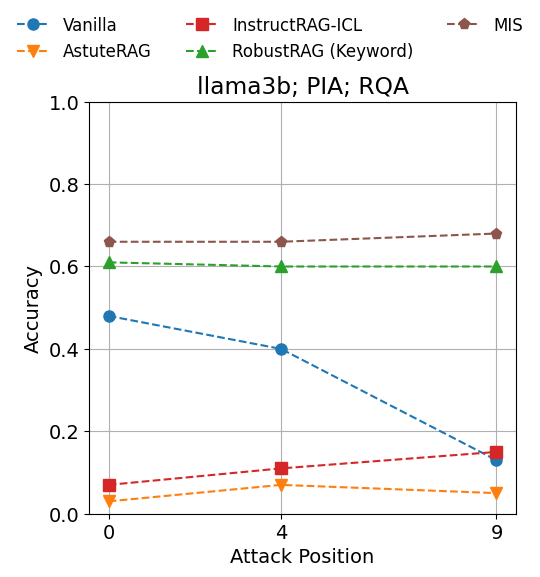 Vanilla
InstructRAG-ICL
MIS
AstuteRAG
RobustRAG (Keyword)
llama3b; PIA; RQA
1.0
0.8
0.6
0.4
0.2
0.0
Accuracy
0 4 9
Attack Position